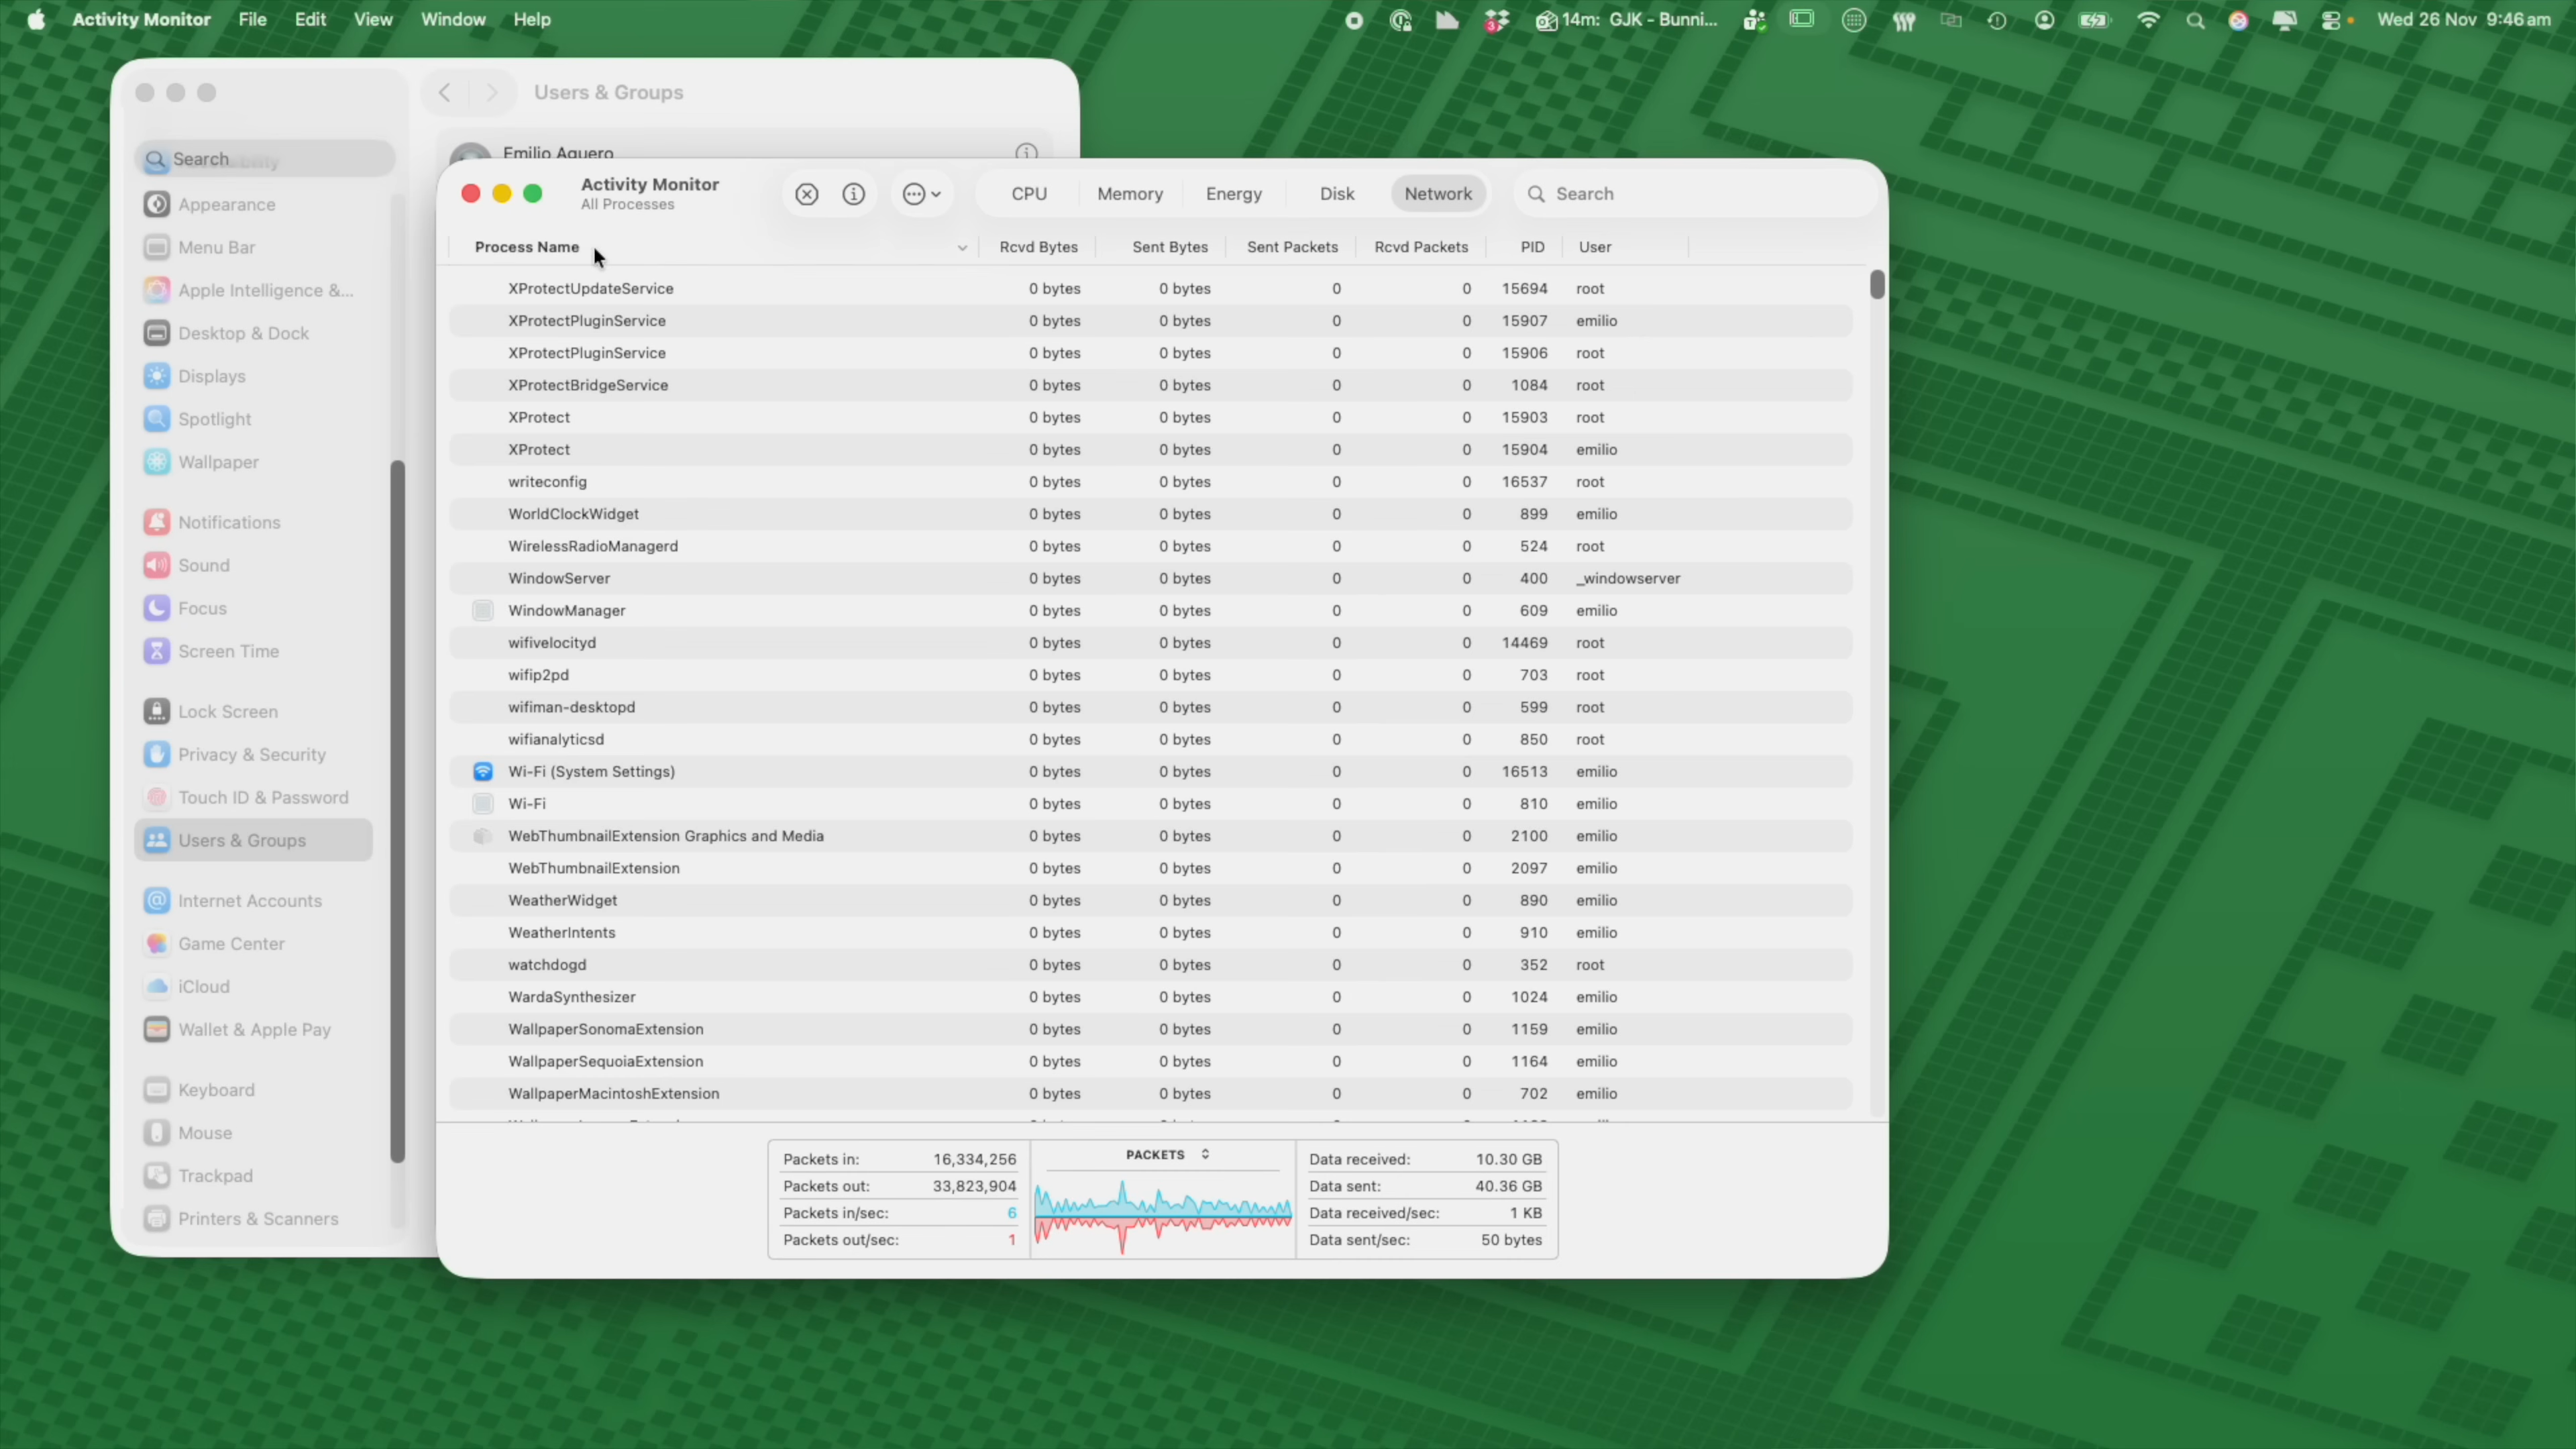 Activity Monitor File Edit View Window Help
3 14m: GJK - Bunni... Wed 26 Nov 9:46 am
Users & Groups
Search
Emilio Aguero
Appearance
Menu Bar
Apple Intelligence &...
Desktop & Dock
Displays
Spotlight
Wallpaper
Notifications
Sound
Focus
Screen Time
Lock Screen
Privacy & Security
Touch ID & Password
Users & Groups
Internet Accounts
Game Center
iCloud
Wallet & Apple Pay
Keyboard
Mouse
Trackpad
Printers & Scanners
Activity Monitor
All Processes
CPU Memory Energy Disk Network Search
Process Name Rcvd Bytes Sent Bytes Sent Packets Rcvd Packets PID User
XProtectUpdateService 0 bytes 0 bytes 0 0 15694 root
XProtectPluginService 0 bytes 0 bytes 0 0 15907 emilio
XProtectPluginService 0 bytes 0 bytes 0 0 15906 root
XProtectBridgeService 0 bytes 0 bytes 0 0 1084 root
XProtect 0 bytes 0 bytes 0 0 15903 root
XProtect 0 bytes 0 bytes 0 0 15904 emilio
writeconfig 0 bytes 0 bytes 0 0 16537 root
WorldClockWidget 0 bytes 0 bytes 0 0 899 emilio
WirelessRadioManagerd 0 bytes 0 bytes 0 0 524 root
WindowServer 0 bytes 0 bytes 0 0 400 _windowserver
WindowManager 0 bytes 0 bytes 0 0 609 emilio
wifivelocityd 0 bytes 0 bytes 0 0 14469 root
wifip2pd 0 bytes 0 bytes 0 0 703 root
wifiman-desktopd 0 bytes 0 bytes 0 0 599 root
wifianalyticsd 0 bytes 0 bytes 0 0 850 root
Wi-Fi (System Settings) 0 bytes 0 bytes 0 0 16513 emilio
Wi-Fi 0 bytes 0 bytes 0 0 810 emilio
WebThumbnailExtension Graphics and Media 0 bytes 0 bytes 0 0 2100 emilio
WebThumbnailExtension 0 bytes 0 bytes 0 0 2097 emilio
WeatherWidget 0 bytes 0 bytes 0 0 890 emilio
WeatherIntents 0 bytes 0 bytes 0 0 910 emilio
watchdogd 0 bytes 0 bytes 0 0 352 root
WardaSynthesizer 0 bytes 0 bytes 0 0 1024 emilio
WallpaperSonomaExtension 0 bytes 0 bytes 0 0 1159 emilio
WallpaperSequoiaExtension 0 bytes 0 bytes 0 0 1164 emilio
WallpaperMacintoshExtension 0 bytes 0 bytes 0 0 702 emilio
Packets in: 16,334,256
Packets out: 33,823,904
Packets in/sec: 6
Packets out/sec: 1
PACKETS
Data received: 10.30 GB
Data sent: 40.36 GB
Data received/sec: 1 KB
Data sent/sec: 50 bytes